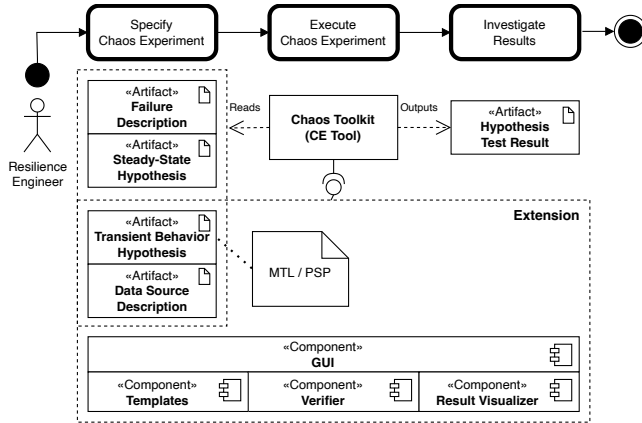 Specify
Chaos Experiment
Execute
Chaos Experiment
Investigate
Results
Resilience
Engineer
«Artifact»
Failure
Description
«Artifact»
Steady-State
Hypothesis
Reads
Chaos Toolkit
(CE Tool)
Outputs
«Artifact»
Hypothesis
Test Result
Extension
«Artifact»
Transient Behavior
Hypothesis
«Artifact»
Data Source
Description
MTL / PSP
«Component»
GUI
«Component»
Templates
«Component»
Verifier
«Component»
Result Visualizer